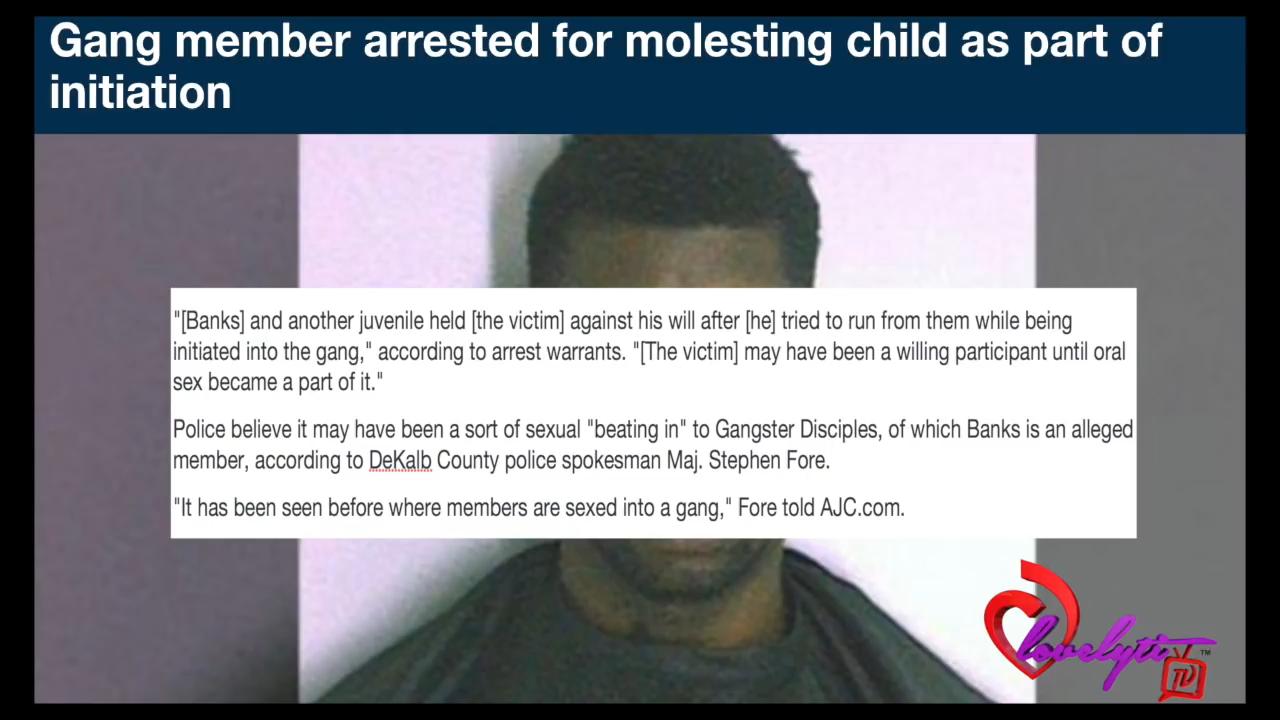 Gang member arrested for molesting child as part of
initiation
"[Banks] and another juvenile held [the victim] against his will after [he] tried to run from them while being
initiated into the gang," according to arrest warrants. "[The victim] may have been a willing participant until oral
sex became a part of it."
Police believe it may have been a sort of sexual "beating in" to Gangster Disciples, of which Banks is an alleged
member, according to DeKalb County police spokesman Maj. Stephen Fore.
"It has been seen before where members are sexed into a gang," Fore told AJC.com.
lovelyti TM
TV